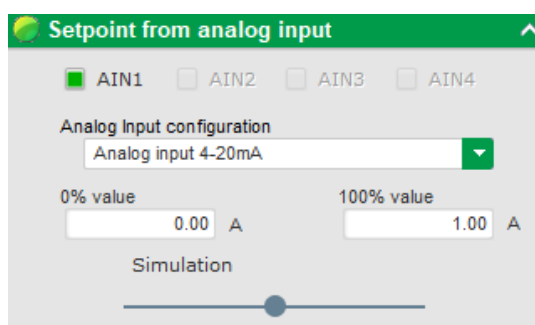 Setpoint from analog input
AIN1 AIN2 AIN3 AIN4
Analog Input configuration
Analog input 4-20mA
0% value 100% value
0.00 A 1.00 A
Simulation